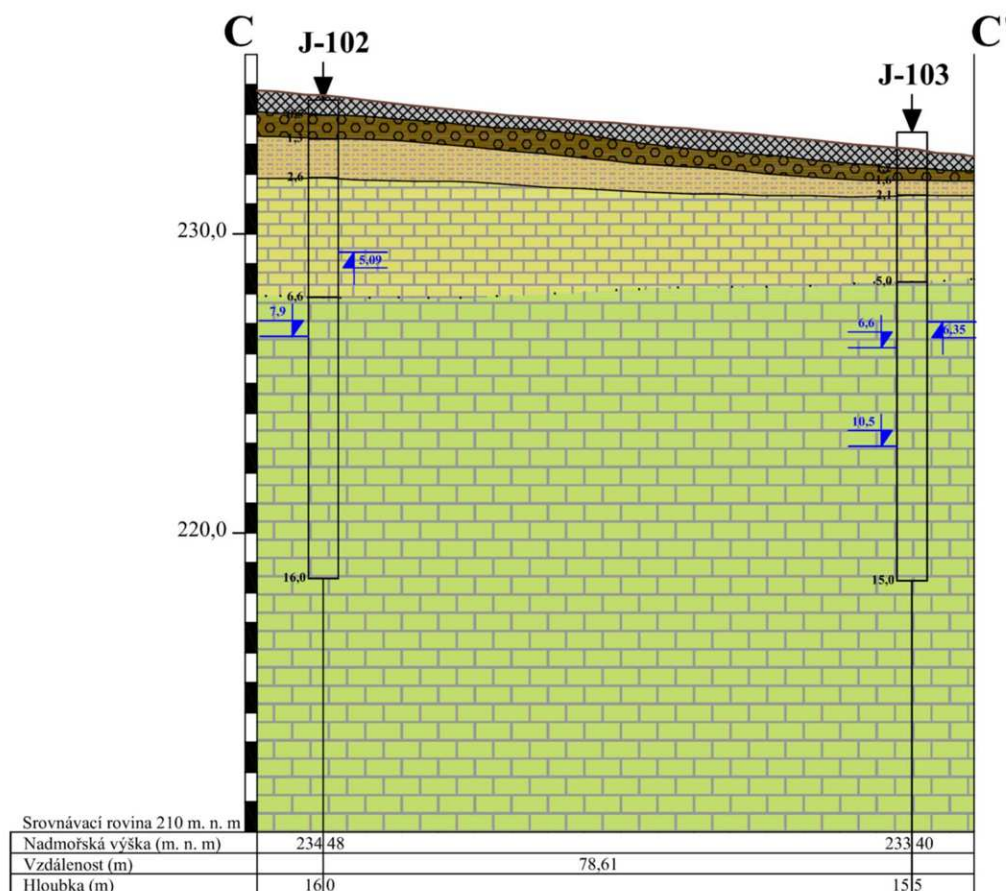 C
C'
J-102
J-103
1,3
1,6
2,6
2,1
230,0
5,09
5,0
6,6
7,9
6,6
6,35
10,5
220,0
16,0
15,0
Srovnávací rovina 210 m. n. m
Nadmořská výška (m. n. m)
234,48
233,40
Vzdálenost (m)
78,61
Hloubka (m)
16,0
15,5